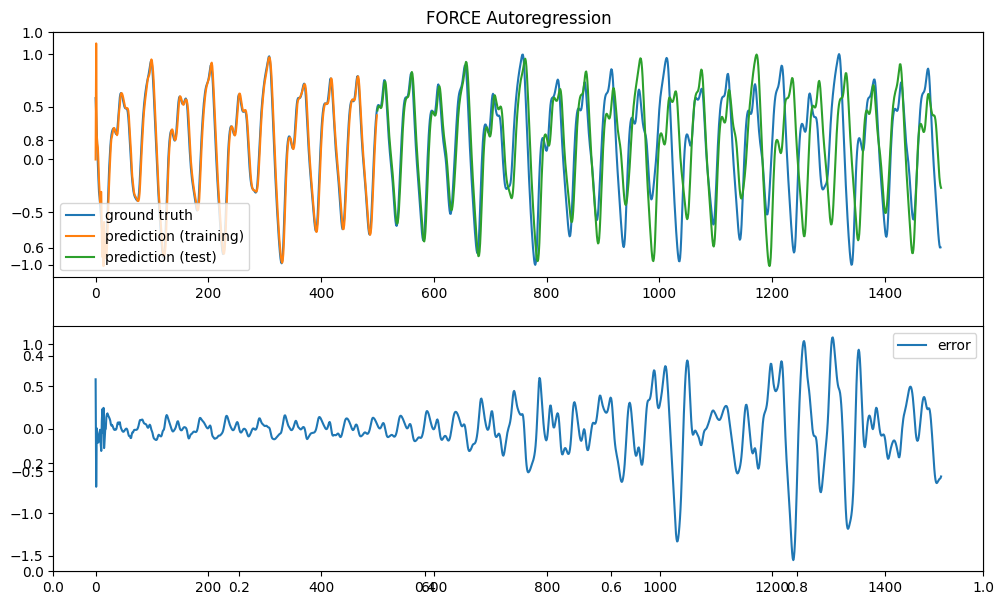 FORCE Autoregression
1.0
1.0
0.5
0.8
0.0
−0.5
0.6
−1.0
ground truth
prediction (training)
prediction (test)
0 200 400 600 800 1000 1200 1400
1.0
0.4
0.5
0.0
0.2
−0.5
−1.0
−1.5
0.0
error
0.0 0 200 0.2 400 0.4 600 800 0.6 1000 1200 0.8 1400 1.0